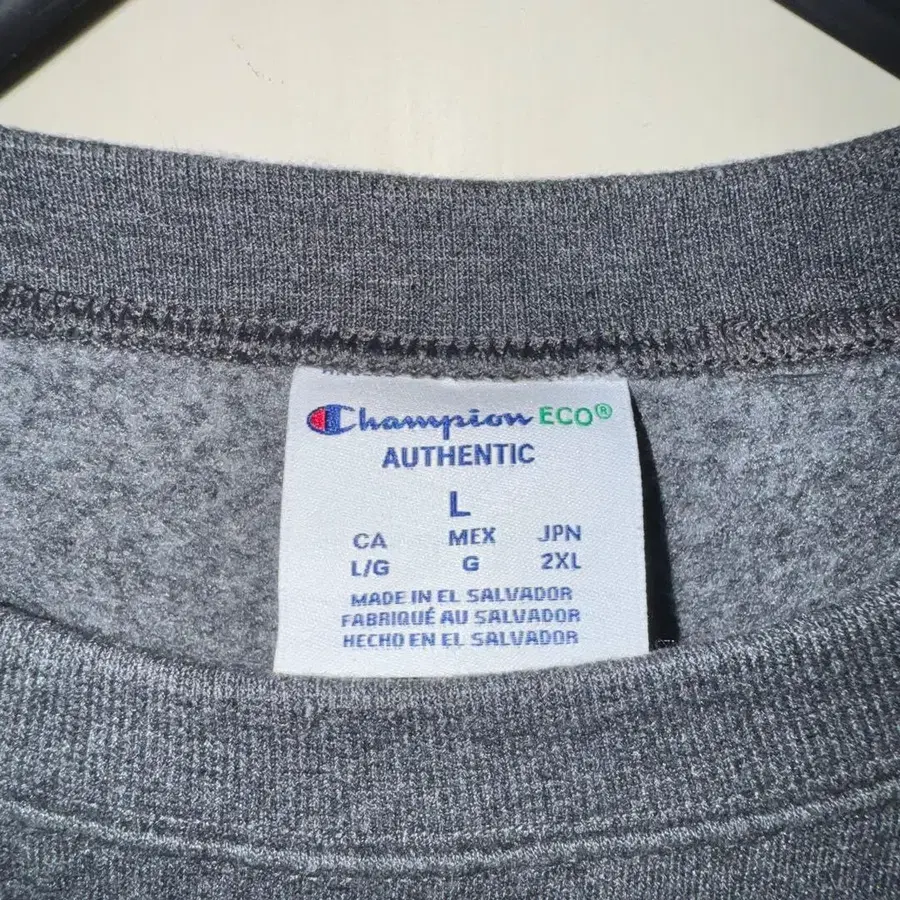 Champion ECO®
AUTHENTIC
L
CA MEX JPN
L/G G 2XL
MADE IN EL SALVADOR
FABRIQUÉ AU SALVADOR
HECHO EN EL SALVADOR